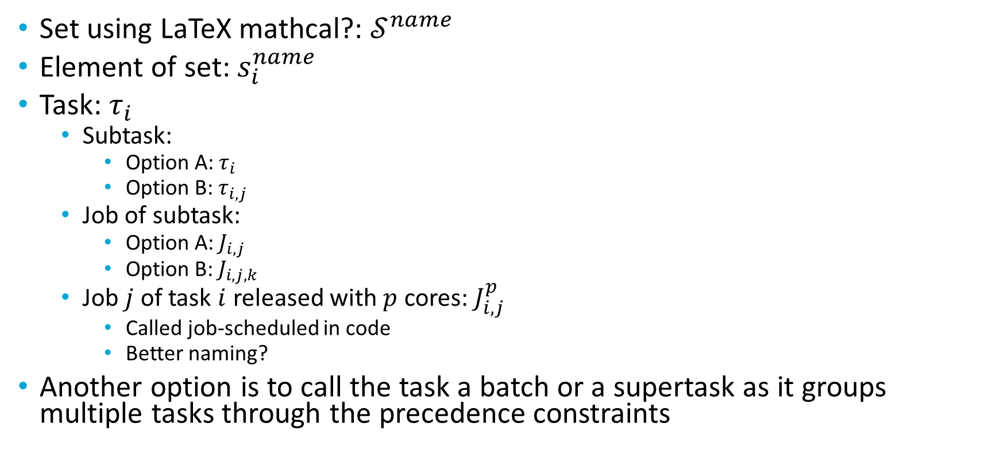 • Set using LaTeX mathcal?: $\mathcal{S}^{name}$
• Element of set: $s_i^{name}$
• Task: $\tau_i$
• Subtask:
• Option A: $\tau_i$
• Option B: $\tau_{i,j}$
• Job of subtask:
• Option A: $J_{i,j}$
• Option B: $J_{i,j,k}$
• Job $j$ of task $i$ released with $p$ cores: $J_{i,j}^p$
• Called job-scheduled in code
• Better naming?
• Another option is to call the task a batch or a supertask as it groups
multiple tasks through the precedence constraints